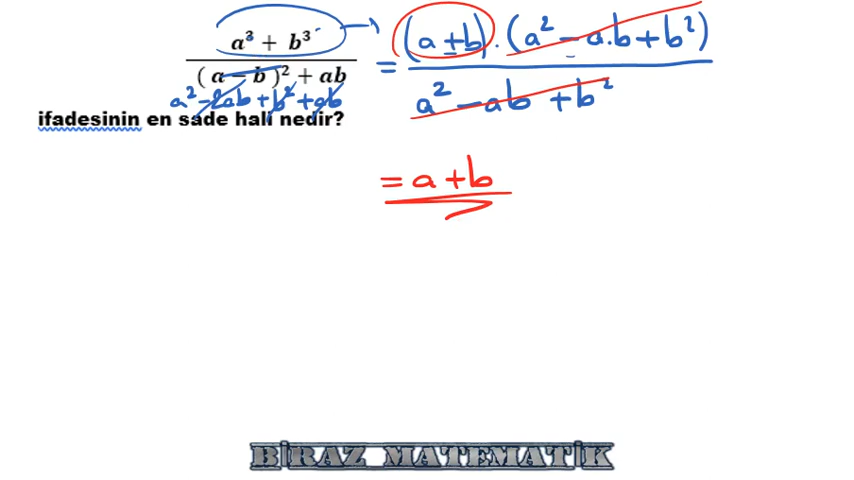 a³ + b³
(a − b)² + ab
a² − 2ab + b² + ab
ifadesinin en sade hali nedir?
= (a + b) · (a² − a.b + b²)
a² − ab + b²
= a + b
BİRAZ MATEMATİK